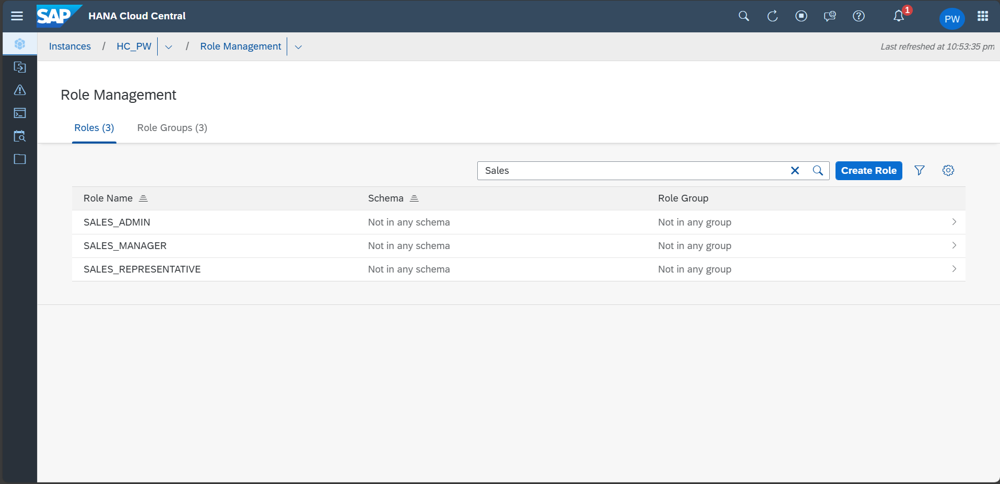 SAP HANA Cloud Central 1 PW
Instances / HC_PW / Role Management Last refreshed at 10:53:35 pm
Role Management
Roles (3) Role Groups (3)
Sales Create Role
Role Name Schema Role Group
SALES_ADMIN Not in any schema Not in any group
SALES_MANAGER Not in any schema Not in any group
SALES_REPRESENTATIVE Not in any schema Not in any group